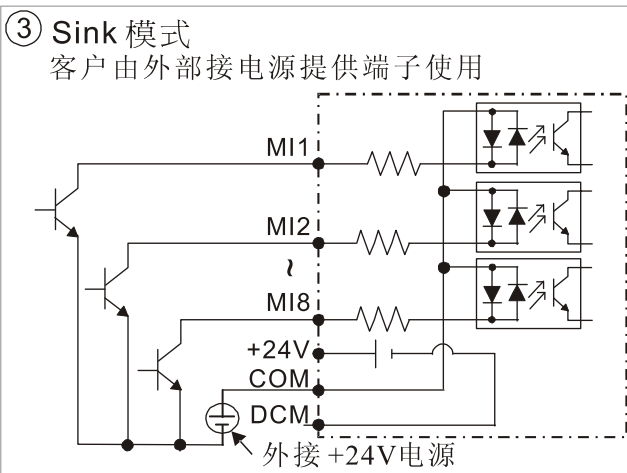 ③ Sink 模式
客户由外部接电源提供端子使用
MI1
MI2
~
MI8
+24V
COM
DCM
外接 +24V电源